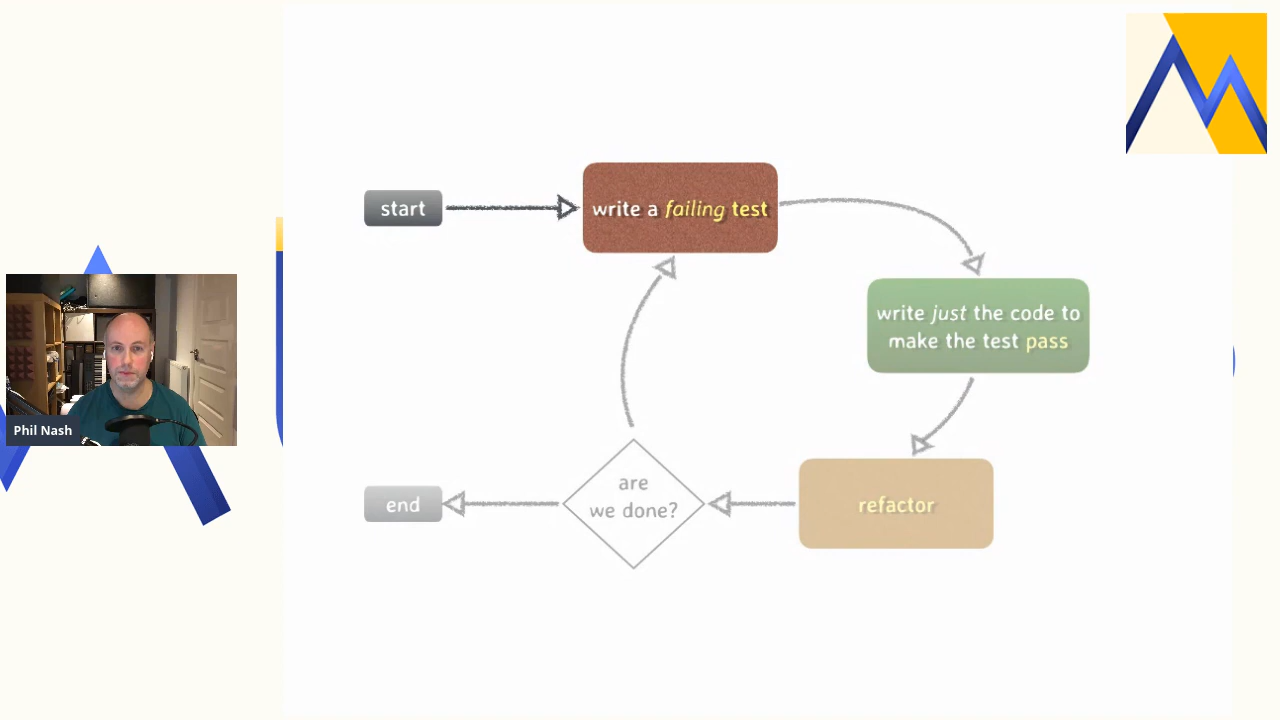 start
write a failing test
write just the code to
make the test pass
refactor
are
we done?
end
Phil Nash